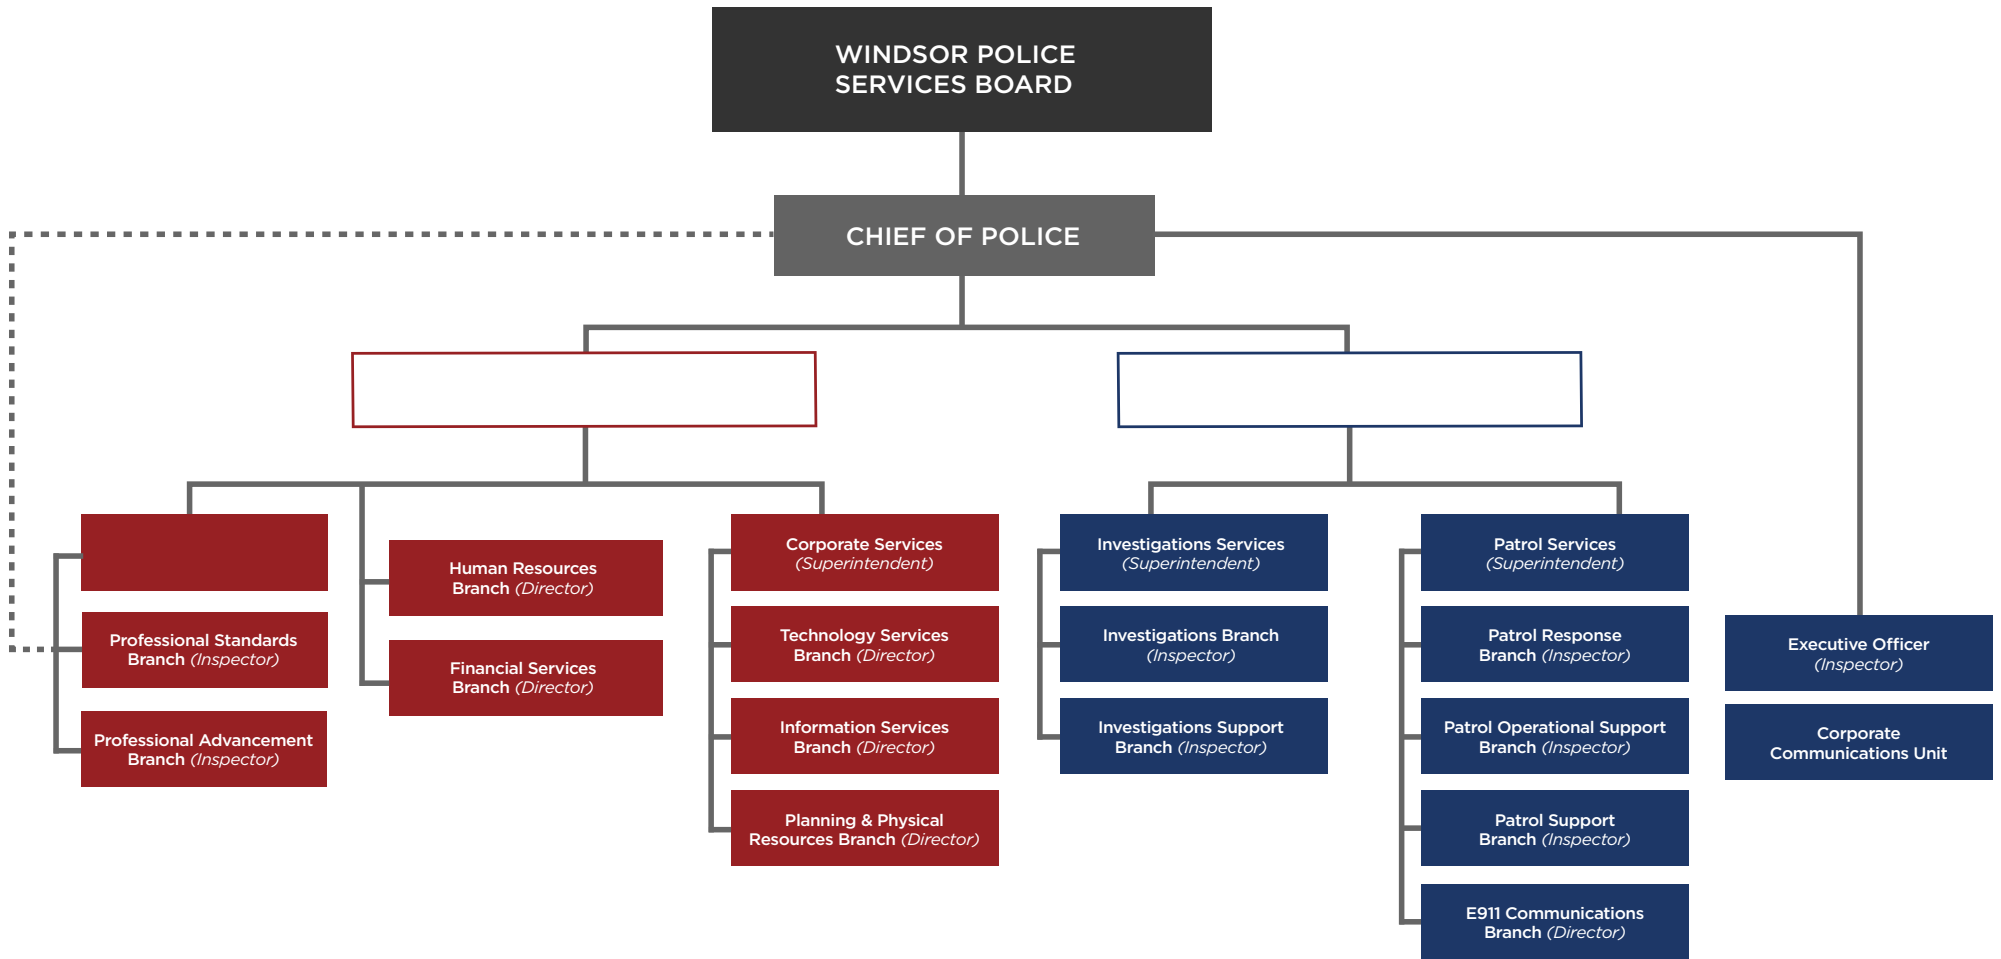 WINDSOR POLICE
SERVICES BOARD
CHIEF OF POLICE
Professional Standards
Branch (Inspector)
Professional Advancement
Branch (Inspector)
Human Resources
Branch (Director)
Financial Services
Branch (Director)
Corporate Services
(Superintendent)
Technology Services
Branch (Director)
Information Services
Branch (Director)
Planning & Physical
Resources Branch (Director)
Investigations Services
(Superintendent)
Investigations Branch
(Inspector)
Investigations Support
Branch (Inspector)
Patrol Services
(Superintendent)
Patrol Response
Branch (Inspector)
Patrol Operational Support
Branch (Inspector)
Patrol Support
Branch (Inspector)
E911 Communications
Branch (Director)
Executive Officer
(Inspector)
Corporate
Communications Unit